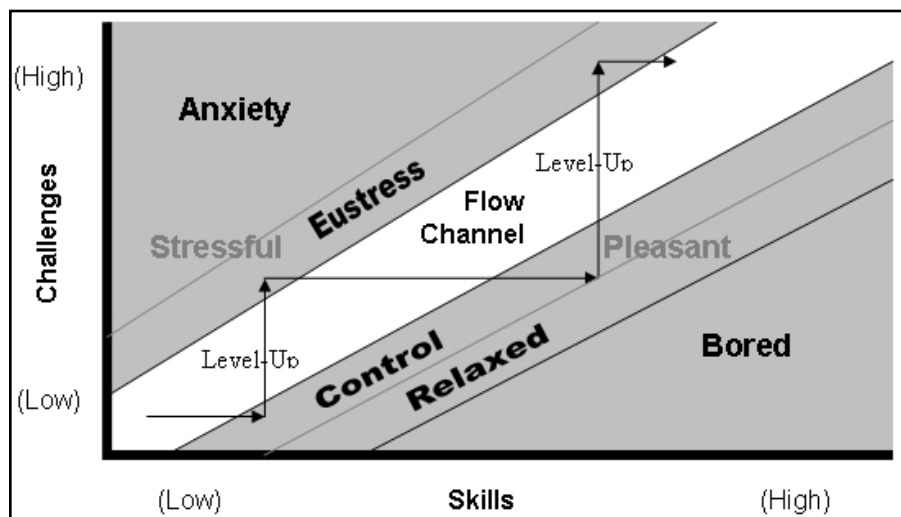 (High)
Anxiety
Level-Up
Eustress
Flow
Channel
Stressful
Pleasant
Challenges
Level-Up
Control
Relaxed
Bored
(Low)
(Low)
Skills
(High)